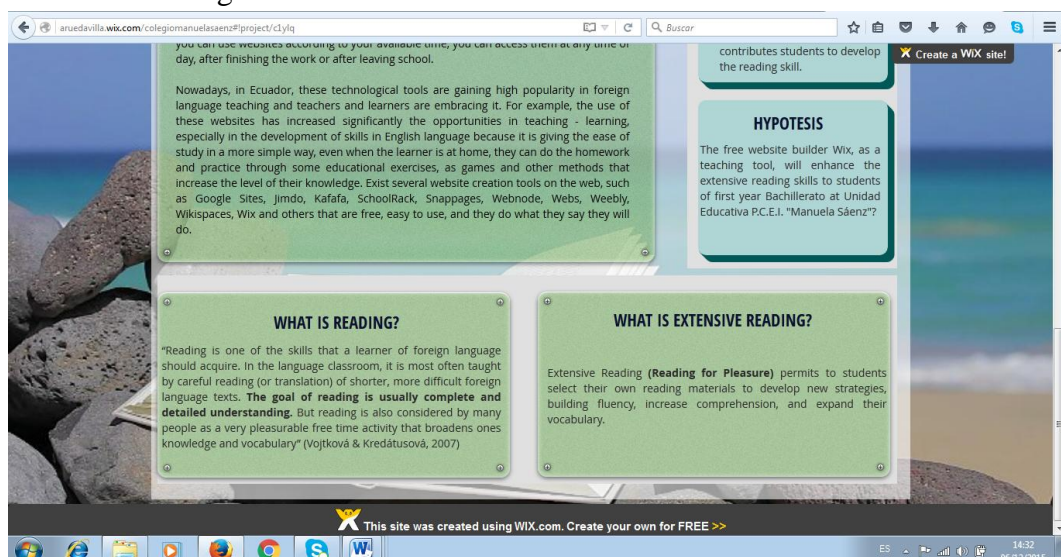 aruedavilla.wix.com/colegiomanuelasaenz#!project/c1ylq
Buscar
Create a WiX site!
you can use websites according to your available time, you can access them at any time of
day, after finishing the work or after leaving school.
Nowadays, in Ecuador, these technological tools are gaining high popularity in foreign
language teaching and teachers and learners are embracing it. For example, the use of
these websites has increased significantly the opportunities in teaching - learning,
especially in the development of skills in English language because it is giving the ease of
study in a more simple way, even when the learner is at home, they can do the homework
and practice through some educational exercises, as games and other methods that
increase the level of their knowledge. Exist several website creation tools on the web, such
as Google Sites, Jimdo, Kafafa, SchoolRack, Snappages, Webnode, Webs, Weebly,
Wikispaces, Wix and others that are free, easy to use, and they do what they say they will
do.
contributes students to develop
the reading skill.
HYPOTESIS
The free website builder Wix, as a
teaching tool, will enhance the
extensive reading skills to students
of first year Bachillerato at Unidad
Educativa P.C.E.I. "Manuela Sáenz"?
WHAT IS READING?
"Reading is one of the skills that a learner of foreign language
should acquire. In the language classroom, it is most often taught
by careful reading (or translation) of shorter, more difficult foreign
language texts. The goal of reading is usually complete and
detailed understanding. But reading is also considered by many
people as a very pleasurable free time activity that broadens ones
knowledge and vocabulary" (Vojtková & Kredátusová, 2007)
WHAT IS EXTENSIVE READING?
Extensive Reading (Reading for Pleasure) permits to students
select their own reading materials to develop new strategies,
building fluency, increase comprehension, and expand their
vocabulary.
This site was created using WIX.com. Create your own for FREE >>
ES
14:32